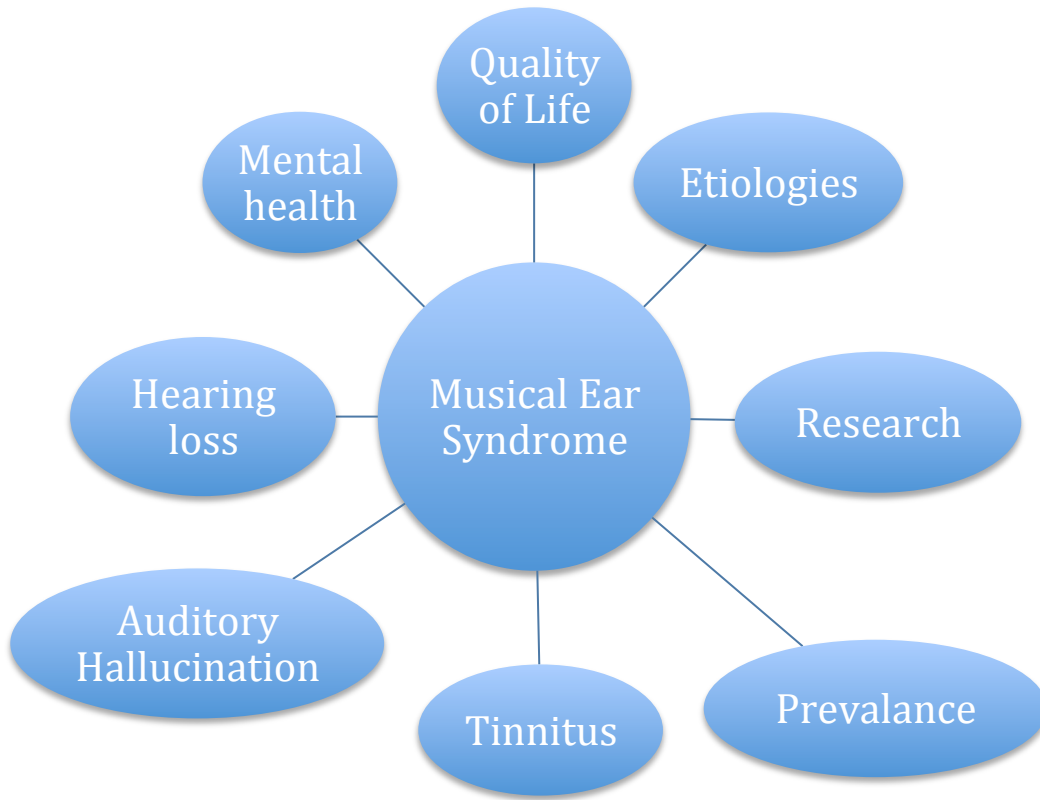 Quality
of Life
Mental
health
Etiologies
Hearing
loss
Musical Ear
Syndrome
Research
Auditory
Hallucination
Tinnitus
Prevalance